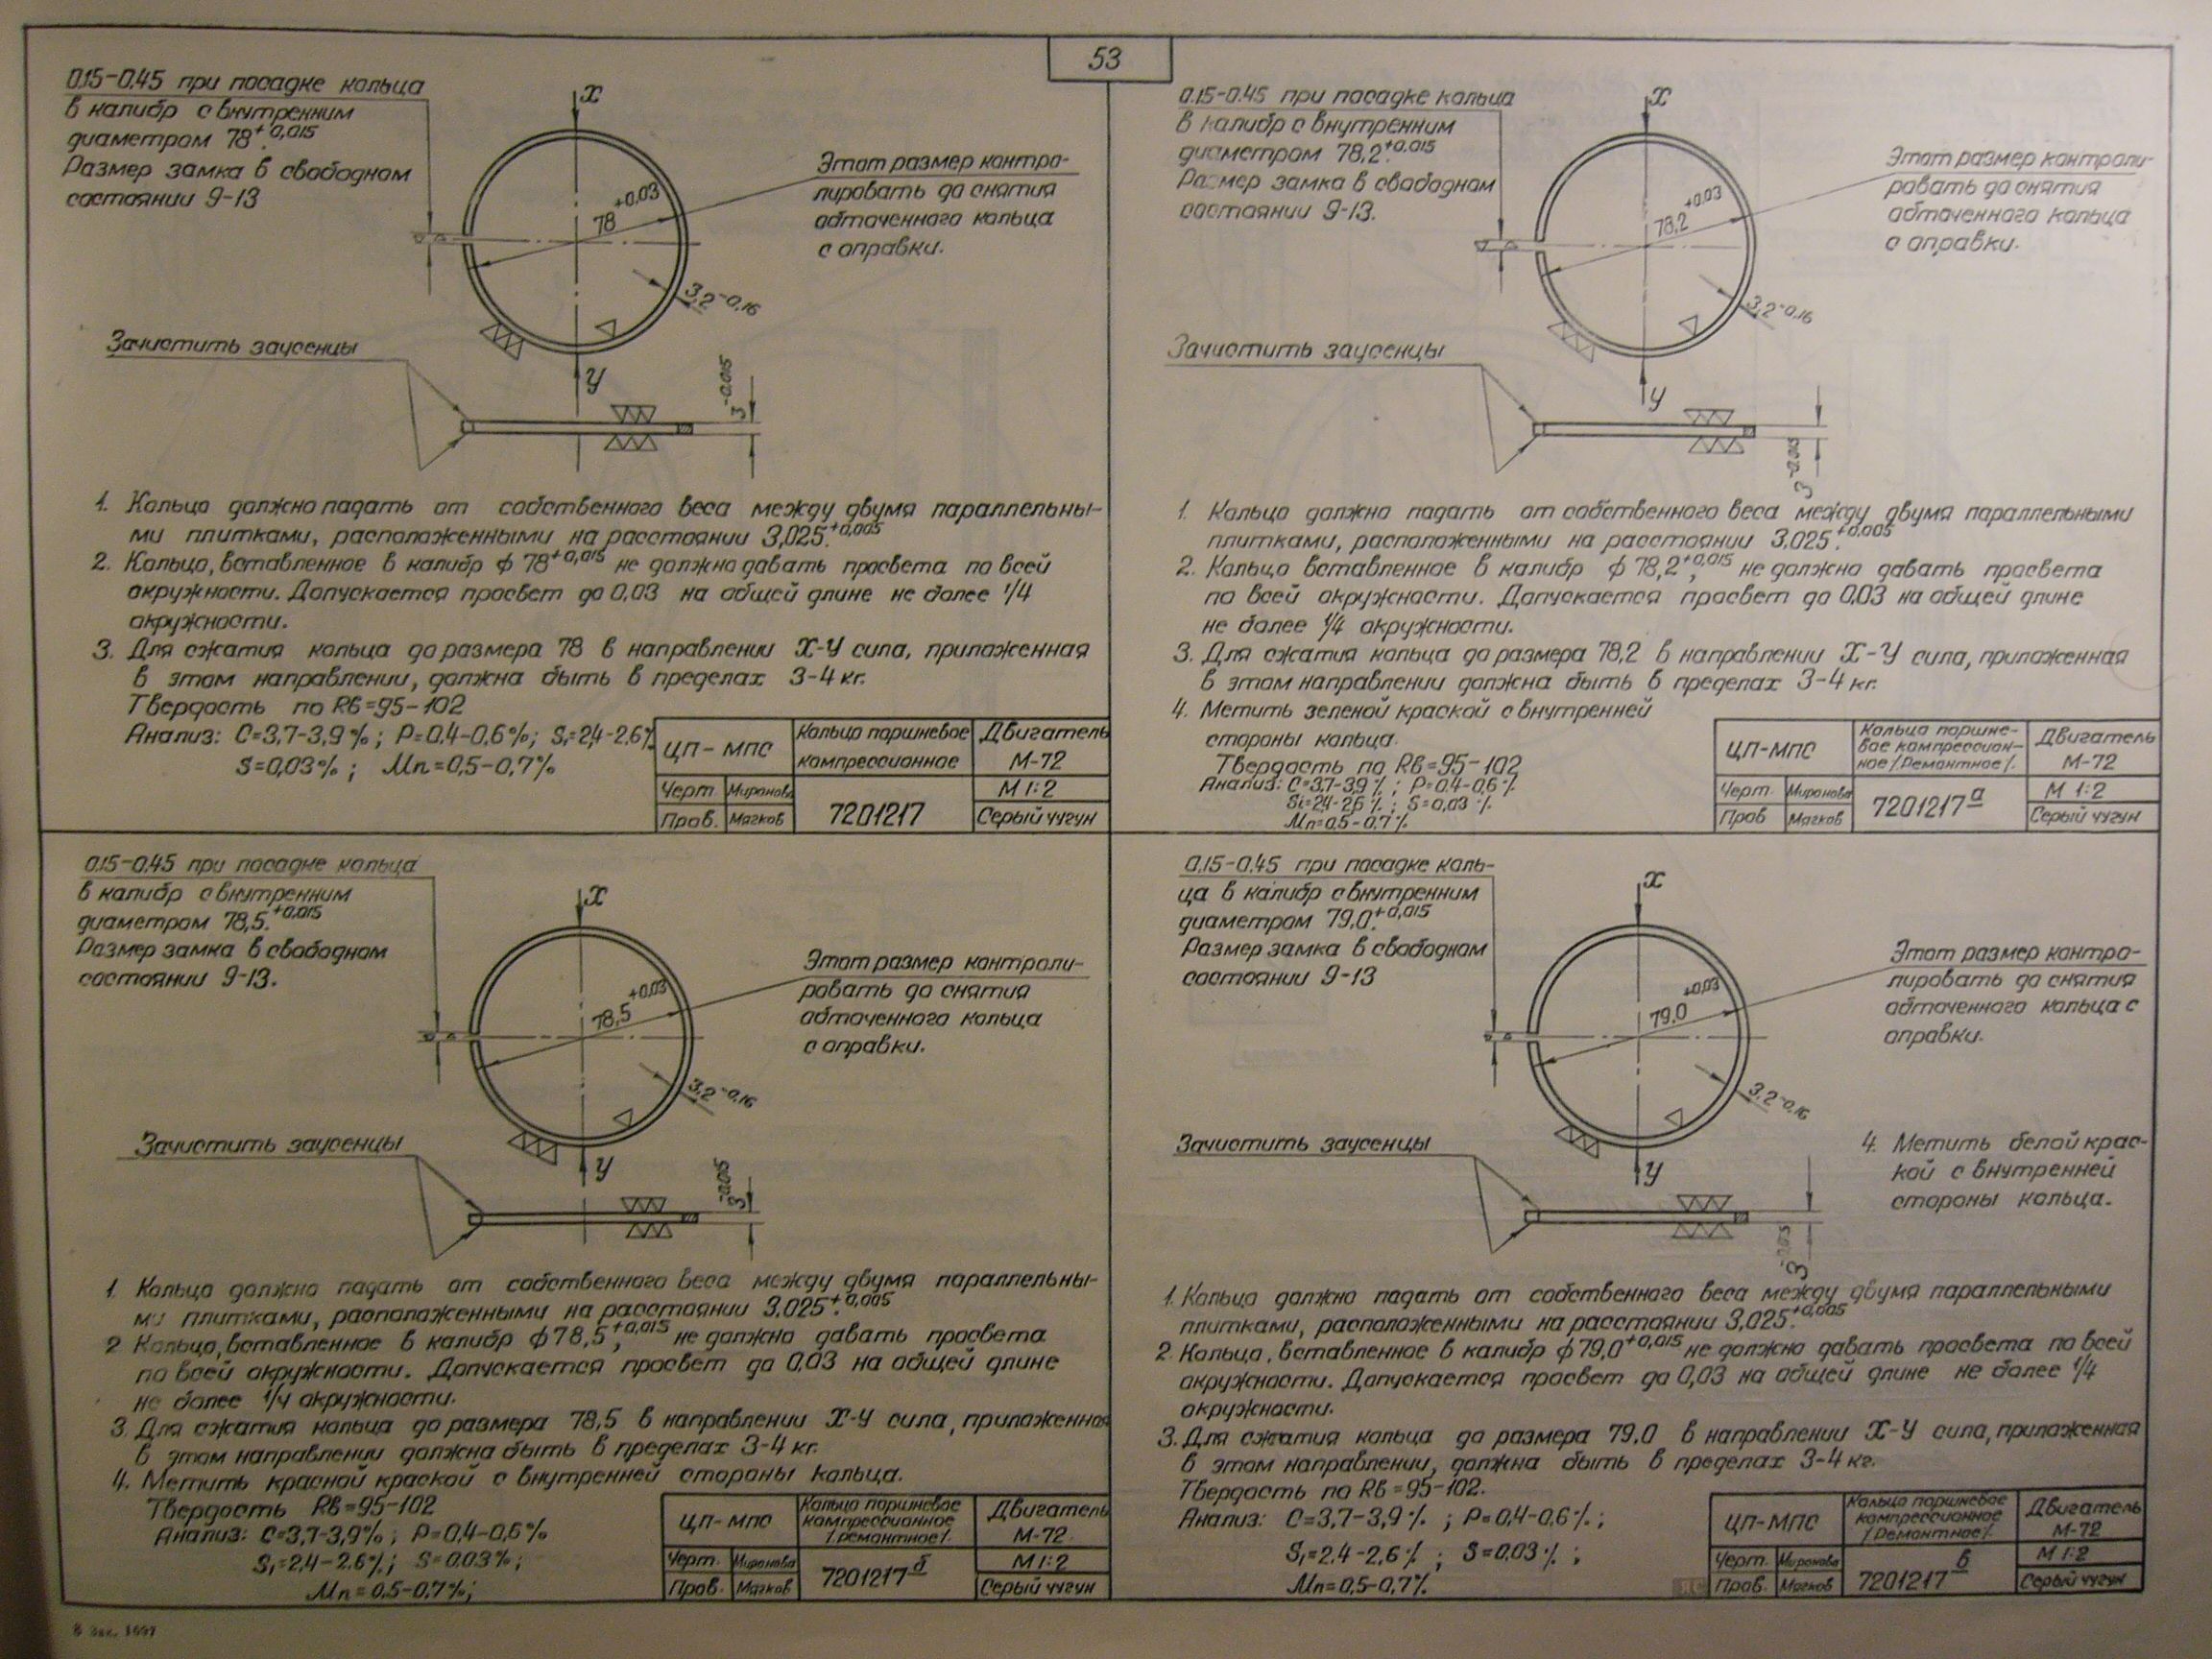 53
0.15-0.45 при посадке кольца
в калибр с внутренним
диаметром 78⁺⁰,⁰¹⁵.
Размер замка в свободном
состоянии 9-13
X
78 +0,03
Этот размер контро-
лировать до снятия
обточенного кольца
с оправки.
3,2-0,16
Зачистить заусенцы
У
3-0.015
1. Кольцо должно падать от собственного веса между двумя параллельны-
ми плитками, расположенными на расстоянии 3,025⁺⁰,⁰⁰⁵.
2. Кольцо, вставленное в калибр ϕ 78⁺⁰,⁰¹⁵ не должно давать просвета по всей
окружности. Допускается просвет до 0,03 на общей длине не более 1/4
окружности.
3. Для сжатия кольца до размера 78 в направлении X-У сила, приложенная
в этом направлении, должна быть в пределах 3-4 кг.
Твердость по Rb=95-102
Анализ: C=3,7-3,9%; P=0.4-0,6%; Si=2,4-2,6%
S=0,03%; Mn=0,5-0,7%
ЦП-МПС
Кольцо поршневое
компрессионное
Двигатель
М-72
Черт. Миронова
7201217
М 1:2
Пров. Мягков
Серый чугун
0.15-0.45 при посадке кольца
в калибр с внутренним
диаметром 78,2⁺⁰,⁰¹⁵.
Размер замка в свободном
состоянии 9-13.
X
78,2 +0,03
Этот размер контроли-
ровать до снятия
обточенного кольца
с оправки.
3,2-0,16
Зачистить заусенцы
У
3-0.015
1. Кольцо должно падать от собственного веса между двумя параллельными
плитками, расположенными на расстоянии 3,025⁺⁰,⁰⁰⁵.
2. Кольцо вставленное в калибр ϕ 78,2⁺⁰,⁰¹⁵, не должно давать просвета
по всей окружности. Допускается просвет до 0,03 на общей длине
не более 1/4 окружности.
3. Для сжатия кольца до размера 78,2 в направлении X-У сила, приложенная
в этом направлении должна быть в пределах 3-4 кг.
4. Метить зеленой краской с внутренней
стороны кольца.
Твердость по Rb=95-102
Анализ: C=3,7-3,9%; P=0,4-0,6%
Si=2,4-2,6%; S=0,03%
Mn=0,5-0,7%
ЦП-МПС
Кольцо поршне-
вое компрессион-
ное /Ремонтное/.
Двигатель
М-72
Черт. Миронова
7201217а
М 1:2
Пров Мягков
Серый чугун
0.15-0.45 при посадке кольца
в калибр с внутренним
диаметром 78,5⁺⁰,⁰¹⁵.
Размер замка в свободном
состоянии 9-13.
X
78,5 +0,03
Этот размер контроли-
ровать до снятия
обточенного кольца
с оправки.
3,2-0,16
Зачистить заусенцы
У
3-0.015
1. Кольцо должно падать от собственного веса между двумя параллельны-
ми плитками, расположенными на расстоянии 3,025⁺⁰,⁰⁰⁵.
2 Кольцо, вставленное в калибр ϕ 78,5⁺⁰,⁰¹⁵, не должно давать просвета
по всей окружности. Допускается просвет до 0,03 на общей длине
не более 1/4 окружности.
3. Для сжатия кольца до размера 78,5 в направлении X-У сила, приложенная
в этом направлении должна быть в пределах 3-4 кг.
4. Метить красной краской с внутренней стороны кольца.
Твердость Rb=95-102
Анализ: C=3,7-3,9%; P=0,4-0,6%
Si=2,4-2,6%; S=0.03%;
Mn=0,5-0,7%;
ЦП-МПС
Кольцо поршневое
компрессионное
/Ремонтное/.
Двигатель
М-72
Черт. Миронова
7201217б
М 1:2
Пров. Мягков
Серый чугун
0,15-0,45 при посадке коль-
ца в калибр с внутренним
диаметром 79,0⁺⁰,⁰¹⁵.
Размер замка в свободном
состоянии 9-13
X
79,0 +0,03
Этот размер контро-
лировать до снятия
обточенного кольца с
оправки.
3,2-0,16
Зачистить заусенцы
У
3-0.015
4. Метить белой крас-
кой с внутренней
стороны кольца.
1. Кольцо должно падать от собственного веса между двумя параллельными
плитками, расположенными на расстоянии 3,025⁺⁰,⁰⁰⁵.
2. Кольцо, вставленное в калибр ϕ 79,0⁺⁰,⁰¹⁵ не должно давать просвета по всей
окружности. Допускается просвет до 0,03 на общей длине не более 1/4
окружности.
3. Для сжатия кольца до размера 79,0 в направлении X-У сила, приложенная
в этом направлении, должна быть в пределах 3-4 кг.
Твердость по Rb=95-102.
Анализ: C=3,7-3,9%; P=0,4-0,6%;
Si=2,4-2,6%; S=0,03%;
Mn=0,5-0,7%
ЦП-МПС
Кольцо поршневое
компрессионное
/Ремонтное/.
Двигатель
М-72
Черт. Миронова
7201217в
М 1:2
Пров. Мягков
Серый чугун